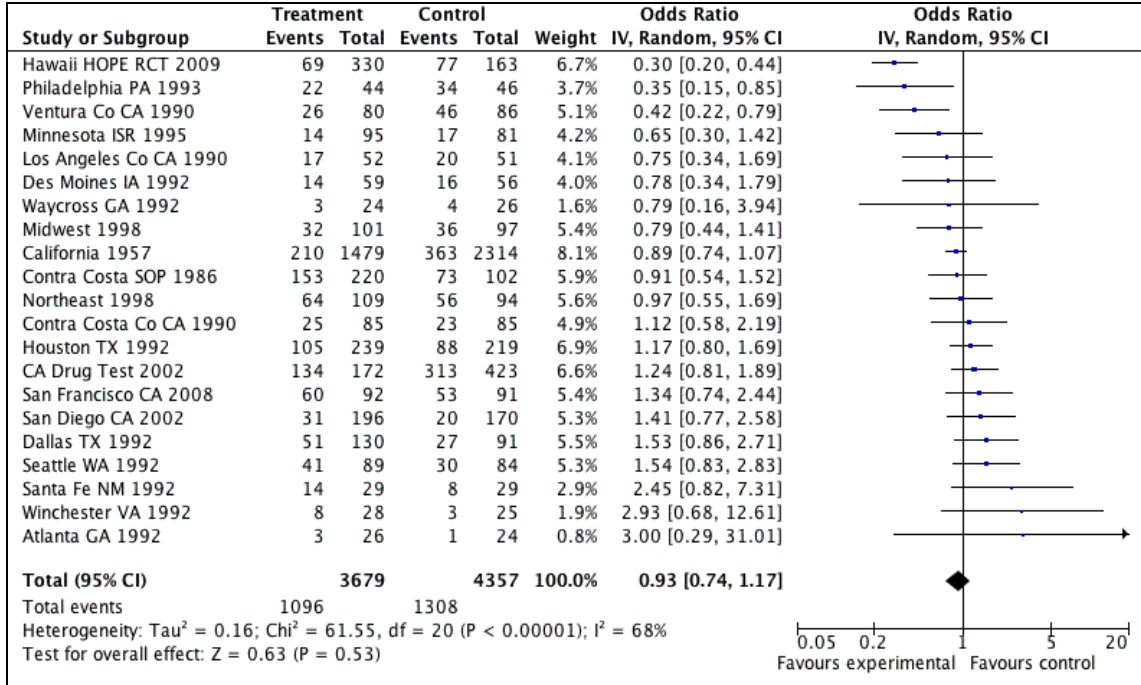 Treatment Control Odds Ratio Odds Ratio
Study or Subgroup Events Total Events Total Weight IV, Random, 95% CI IV, Random, 95% CI
Hawaii HOPE RCT 2009 69 330 77 163 6.7% 0.30 [0.20, 0.44]
Philadelphia PA 1993 22 44 34 46 3.7% 0.35 [0.15, 0.85]
Ventura Co CA 1990 26 80 46 86 5.1% 0.42 [0.22, 0.79]
Minnesota ISR 1995 14 95 17 81 4.2% 0.65 [0.30, 1.42]
Los Angeles Co CA 1990 17 52 20 51 4.1% 0.75 [0.34, 1.69]
Des Moines IA 1992 14 59 16 56 4.0% 0.78 [0.34, 1.79]
Waycross GA 1992 3 24 4 26 1.6% 0.79 [0.16, 3.94]
Midwest 1998 32 101 36 97 5.4% 0.79 [0.44, 1.41]
California 1957 210 1479 363 2314 8.1% 0.89 [0.74, 1.07]
Contra Costa SOP 1986 153 220 73 102 5.9% 0.91 [0.54, 1.52]
Northeast 1998 64 109 56 94 5.6% 0.97 [0.55, 1.69]
Contra Costa Co CA 1990 25 85 23 85 4.9% 1.12 [0.58, 2.19]
Houston TX 1992 105 239 88 219 6.9% 1.17 [0.80, 1.69]
CA Drug Test 2002 134 172 313 423 6.6% 1.24 [0.81, 1.89]
San Francisco CA 2008 60 92 53 91 5.4% 1.34 [0.74, 2.44]
San Diego CA 2002 31 196 20 170 5.4% 1.41 [0.77, 2.58]
Dallas TX 1992 51 130 27 91 5.5% 1.53 [0.86, 2.71]
Seattle WA 1992 41 89 30 84 5.3% 1.54 [0.83, 2.83]
Santa Fe NM 1992 14 29 8 29 2.9% 2.45 [0.82, 7.31]
Winchester VA 1992 8 28 3 25 1.9% 2.93 [0.68, 12.61]
Atlanta GA 1992 3 26 1 24 0.8% 3.00 [0.29, 31.01]
Total (95% CI) 3679 4357 100.0% 0.93 [0.74, 1.17]
Total events 1096 1308
Heterogeneity: Tau² = 0.16; Chi² = 61.55, df = 20 (P < 0.00001); I² = 68%
Test for overall effect: Z = 0.63 (P = 0.53)
0.05 0.2 1 5 20
Favours experimental Favours control